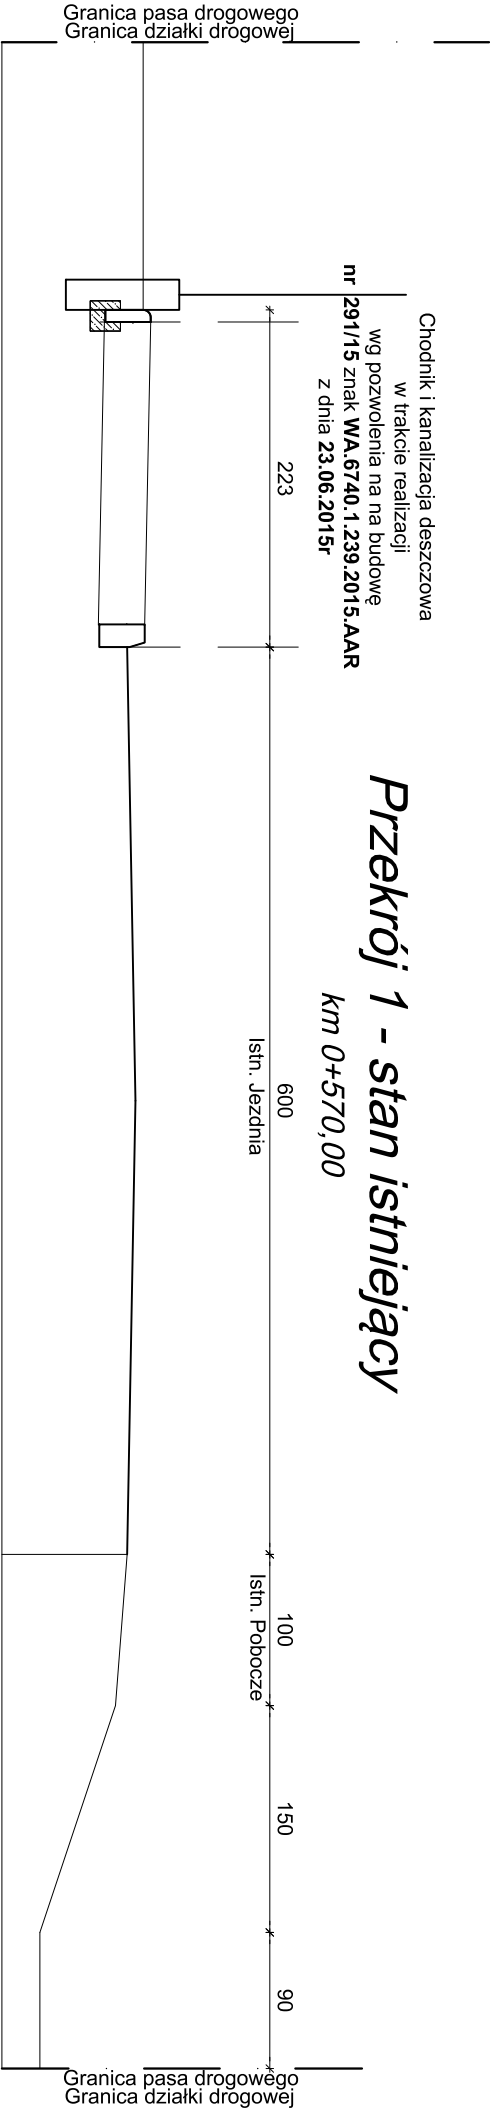 Granica pasa drogowego
Granica działki drogowej
Przekrój 1 - stan istniejący
km 0+570,00
Chodnik i kanalizacja deszczowa
w trakcie realizacji
wg pozwolenia na na budowę
nr 291/15 znak WA.6740.1.239.2015.AAR
z dnia 23.06.2015r
223
600
Istn. Jezdnia
100
Istn. Pobocze
150
90
Granica pasa drogowego
Granica działki drogowej